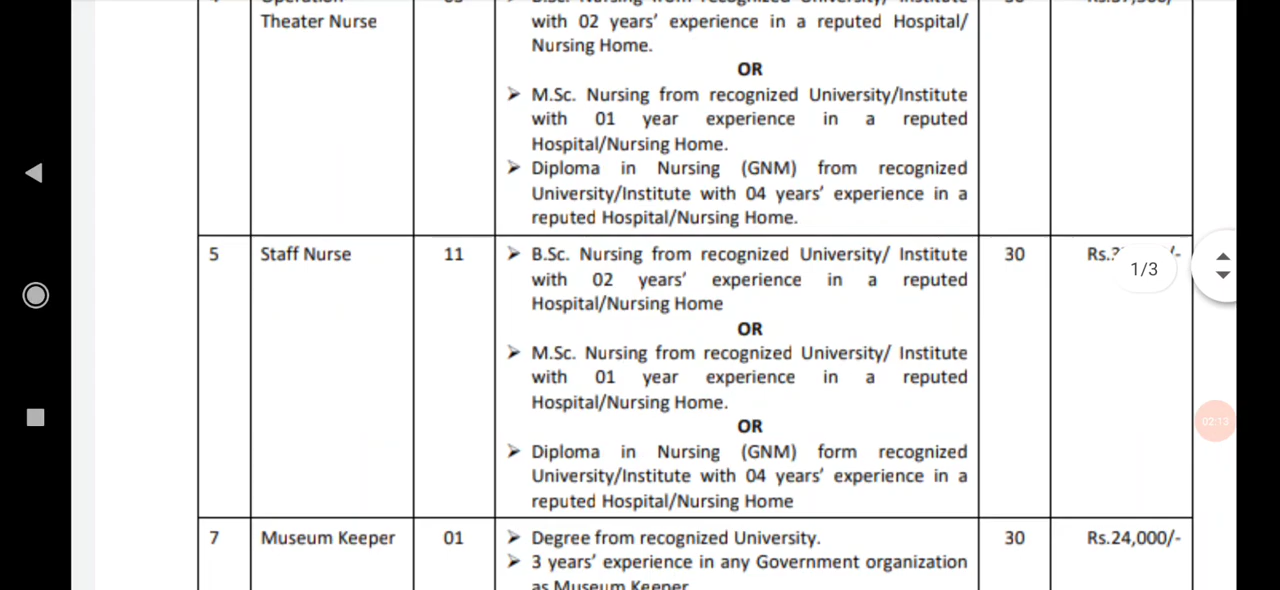 Theater Nurse
with 02 years’ experience in a reputed Hospital/
Nursing Home.
OR
➢ M.Sc. Nursing from recognized University/Institute
with 01 year experience in a reputed
Hospital/Nursing Home.
➢ Diploma in Nursing (GNM) from recognized
University/Institute with 04 years’ experience in a
reputed Hospital/Nursing Home.
5 Staff Nurse 11 ➢ B.Sc. Nursing from recognized University/ Institute 30 Rs.
with 02 years’ experience in a reputed
Hospital/Nursing Home
OR
➢ M.Sc. Nursing from recognized University/ Institute
with 01 year experience in a reputed
Hospital/Nursing Home.
OR
➢ Diploma in Nursing (GNM) form recognized
University/Institute with 04 years’ experience in a
reputed Hospital/Nursing Home
7 Museum Keeper 01 ➢ Degree from recognized University. 30 Rs.24,000/-
➢ 3 years’ experience in any Government organization
as Museum Keeper
1/3
02:13